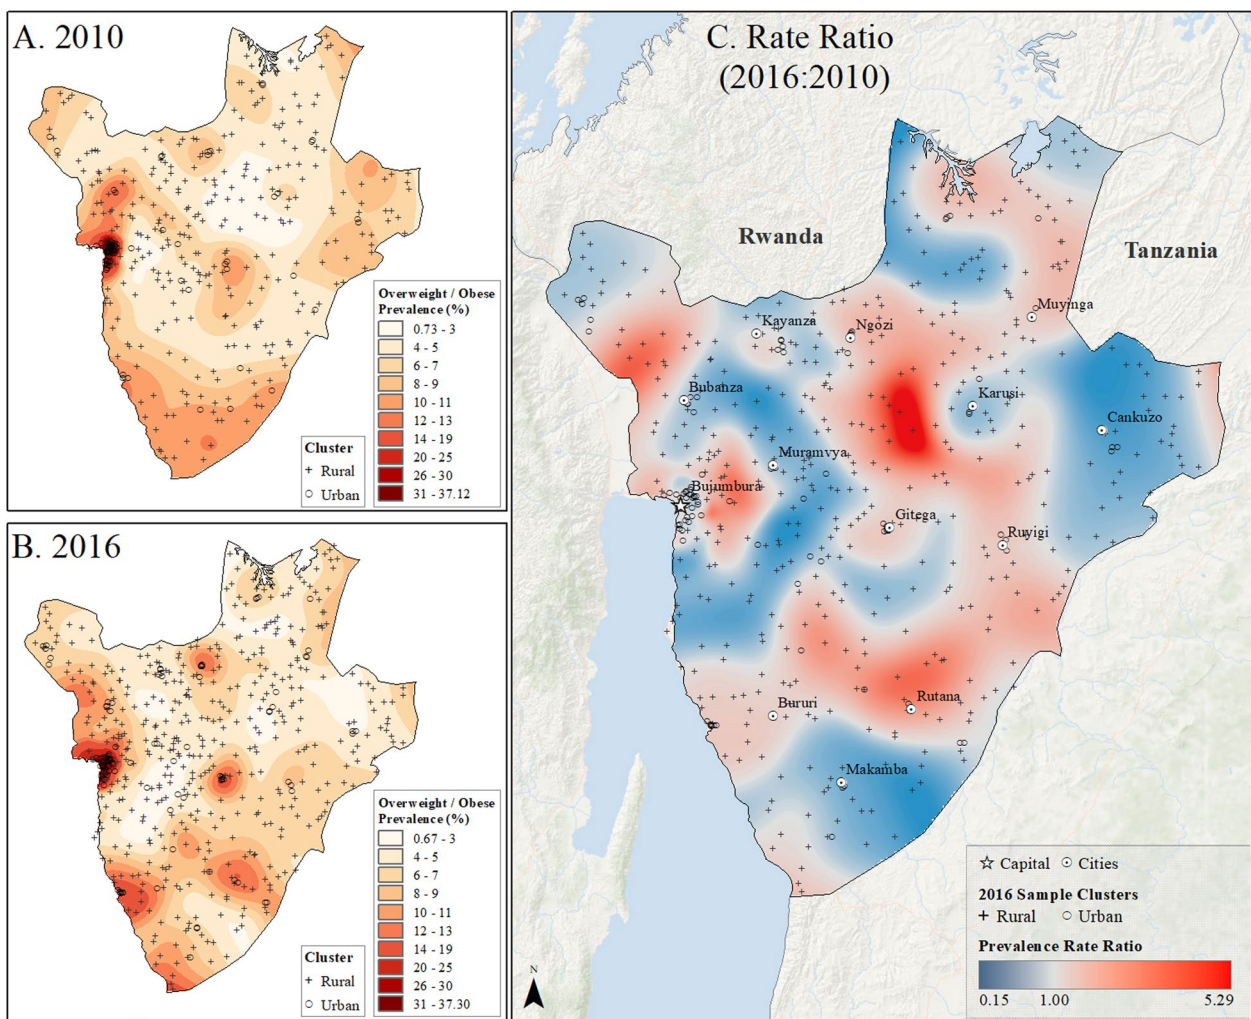 A. 2010
Overweight / Obese
Prevalence (%)
0.73 - 3
4 - 5
6 - 7
8 - 9
10 - 11
12 - 13
14 - 19
20 - 25
26 - 30
31 - 37.12
Cluster
+ Rural
○ Urban
B. 2016
Overweight / Obese
Prevalence (%)
0.67 - 3
4 - 5
6 - 7
8 - 9
10 - 11
12 - 13
14 - 19
20 - 25
26 - 30
31 - 37.30
Cluster
+ Rural
○ Urban
C. Rate Ratio
(2016:2010)
Rwanda
Tanzania
Muyinga
Kayanza
Ngozi
Bubanza
Karusi
Cankuzo
Muramvya
Bujumbura
Gitega
Ruyigi
Bururi
Rutana
Makamba
N
Capital
Cities
2016 Sample Clusters
+ Rural
○ Urban
Prevalence Rate Ratio
0.15 1.00 5.29